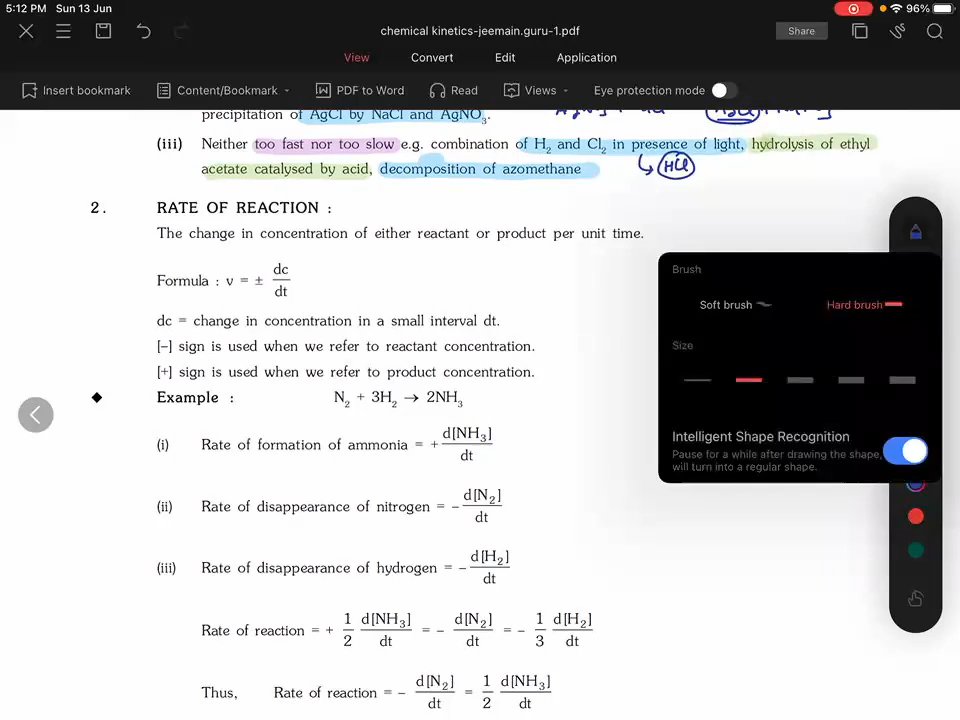 5:12 PM Sun 13 Jun 96%
chemical kinetics-jeemain.guru-1.pdf
Share
View Convert Edit Application
Insert bookmark Content/Bookmark PDF to Word Read Views Eye protection mode
precipitation of AgCl by NaCl and AgNO₃.
(iii) Neither too fast nor too slow e.g. combination of H₂ and Cl₂ in presence of light, hydrolysis of ethyl
acetate catalysed by acid, decomposition of azomethane
HCl
2. RATE OF REACTION :
The change in concentration of either reactant or product per unit time.
Formula : v = ± dc/dt
dc = change in concentration in a small interval dt.
[–] sign is used when we refer to reactant concentration.
[+] sign is used when we refer to product concentration.
◆ Example : N₂ + 3H₂ → 2NH₃
(i) Rate of formation of ammonia = + d[NH₃]/dt
(ii) Rate of disappearance of nitrogen = – d[N₂]/dt
(iii) Rate of disappearance of hydrogen = – d[H₂]/dt
Rate of reaction = + 1/2 d[NH₃]/dt = – d[N₂]/dt = – 1/3 d[H₂]/dt
Thus, Rate of reaction = – d[N₂]/dt = 1/2 d[NH₃]/dt
Brush
Soft brush Hard brush
Size
Intelligent Shape Recognition
Pause for a while after drawing the shape,
will turn into a regular shape.